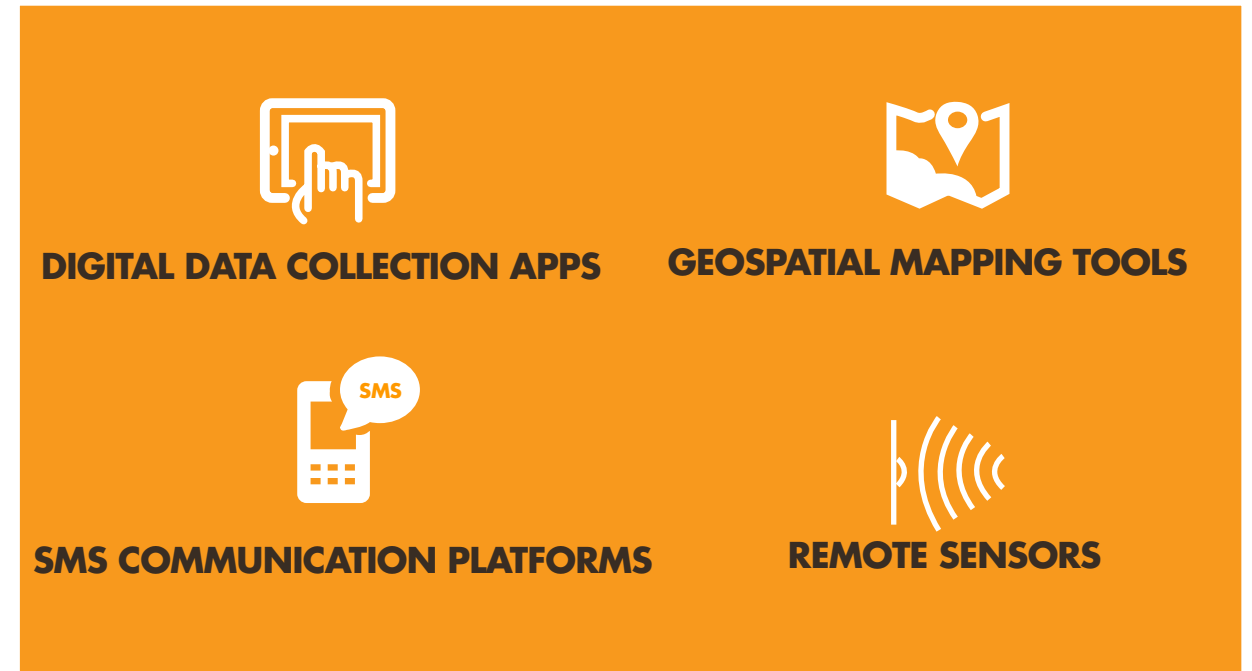 DIGITAL DATA COLLECTION APPS
GEOSPATIAL MAPPING TOOLS
SMS
SMS COMMUNICATION PLATFORMS
REMOTE SENSORS